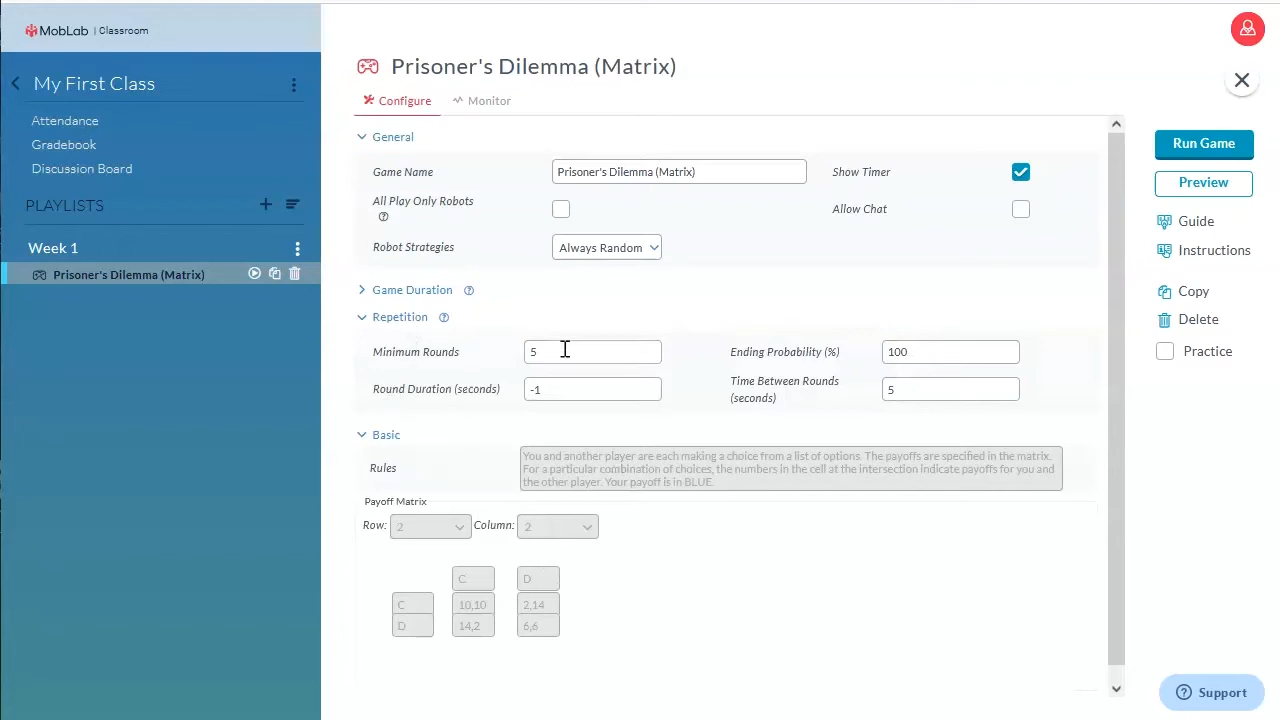 MobLab | Classroom
My First Class
Attendance
Gradebook
Discussion Board
PLAYLISTS
Week 1
Prisoner's Dilemma (Matrix)
Prisoner's Dilemma (Matrix)
Configure
Monitor
General
Game Name
Prisoner's Dilemma (Matrix)
Show Timer
All Play Only Robots
Allow Chat
Robot Strategies
Always Random
Game Duration
Repetition
Minimum Rounds
5
Ending Probability (%)
100
Round Duration (seconds)
-1
Time Between Rounds
(seconds)
5
Basic
Rules
You and another player are each making a choice from a list of options. The payoffs are specified in the matrix.
For a particular combination of choices, the numbers in the cell at the intersection indicate payoffs for you and
the other player. Your payoff is in BLUE.
Payoff Matrix
Row: 2 Column: 2
C D
C 10,10 2,14
D 14,2 6,6
Run Game
Preview
Guide
Instructions
Copy
Delete
Practice
Support